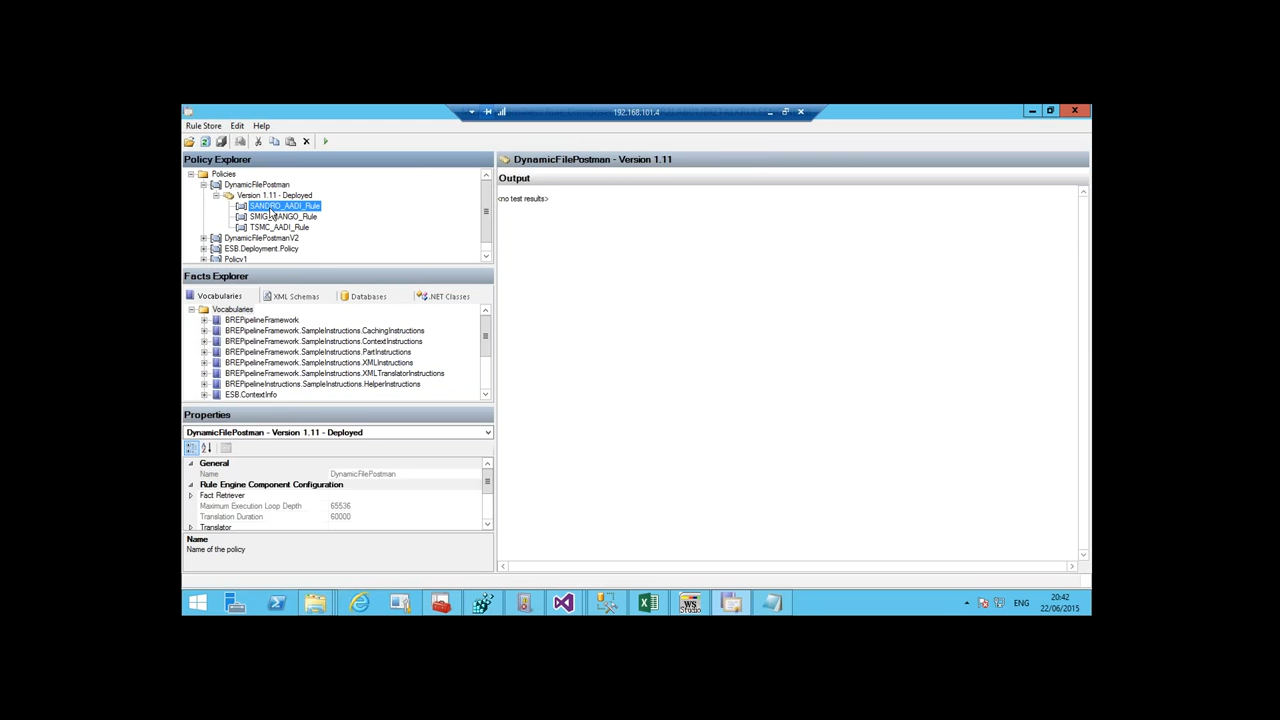 192.168.101.4
Rule Store Edit Help
Policy Explorer
Policies
DynamicFilePostman
Version 1.11 - Deployed
SANDRO_AADI_Rule
TSMC_AADI_Rule
DynamicFilePostmanV2
ESB.Deployment.Policy
Policy1
Facts Explorer
Vocabularies XML Schemas Databases .NET Classes
Vocabularies
BREPipelineFramework
BREPipelineFramework.SampleInstructions.CachingInstructions
BREPipelineFramework.SampleInstructions.ContextInstructions
BREPipelineFramework.SampleInstructions.PartInstructions
BREPipelineFramework.SampleInstructions.XMLInstructions
BREPipelineFramework.SampleInstructions.XMLTranslatorInstructions
BREPipelineInstructions.SampleInstructions.HelperInstructions
ESB.ContextInfo
Properties
DynamicFilePostman - Version 1.11 - Deployed
General
Name DynamicFilePostman
Rule Engine Component Configuration
Fact Retriever
Maximum Execution Loop Depth 65536
Translation Duration 60000
Translator
Name
Name of the policy
DynamicFilePostman - Version 1.11
Output
<no test results>
WS
Studio
ENG
20:42
22/06/2015